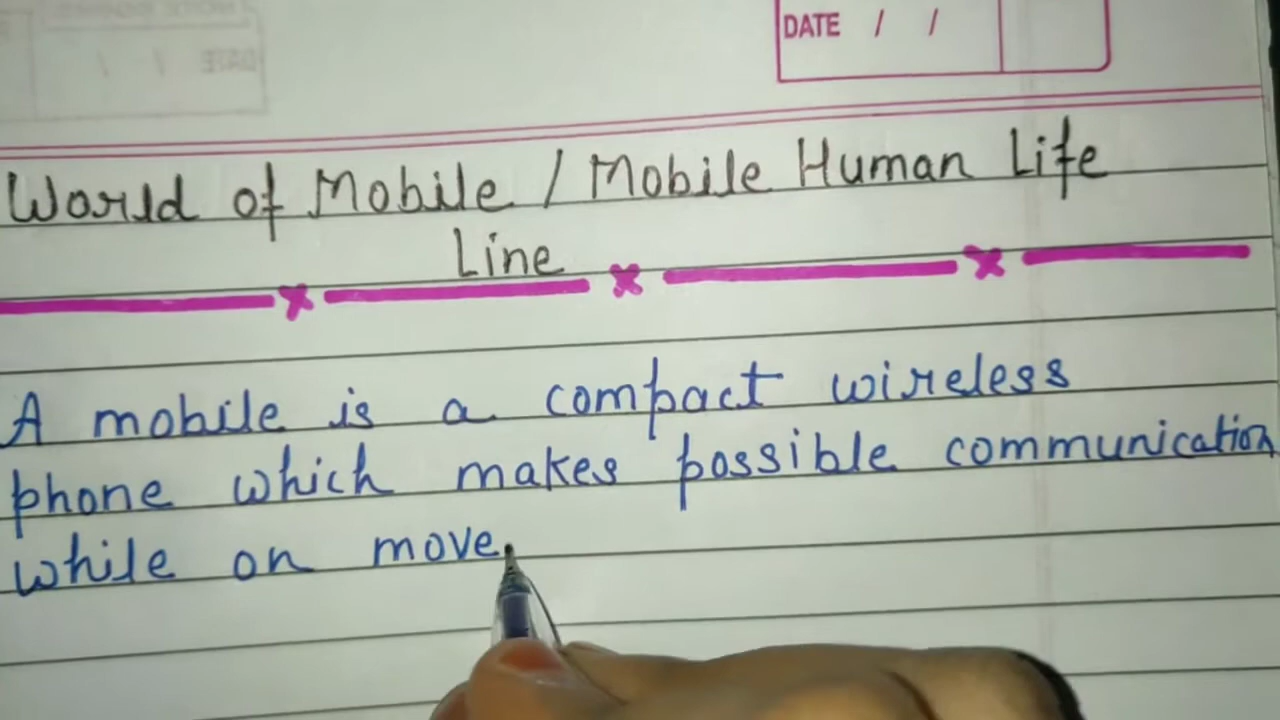 DATE / /
World of Mobile / Mobile Human Life
Line
A mobile is a compact wireless
phone which makes possible communication
while on move.